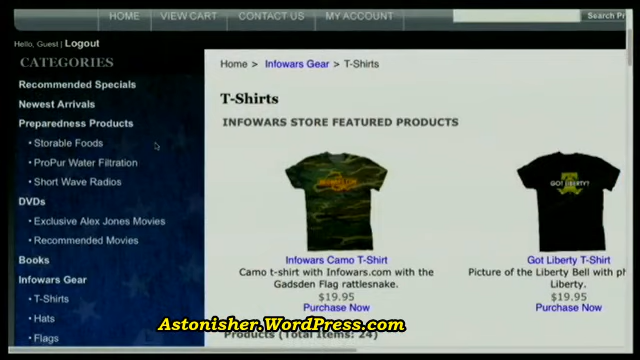 HOME VIEW CART CONTACT US MY ACCOUNT
Search Pr
Hello, Guest | Logout
CATEGORIES
Recommended Specials
Newest Arrivals
Preparedness Products
• Storable Foods
• ProPur Water Filtration
• Short Wave Radios
DVDs
• Exclusive Alex Jones Movies
• Recommended Movies
Books
Infowars Gear
• T-Shirts
• Hats
• Flags
Home > Infowars Gear > T-Shirts
T-Shirts
INFOWARS STORE FEATURED PRODUCTS
Infowars Camo T-Shirt
Camo t-shirt with Infowars.com with the
Gadsden Flag rattlesnake.
$19.95
Purchase Now
GOT LIBERTY?
Got Liberty T-Shirt
Picture of the Liberty Bell with ph
Liberty.
$19.95
Purchase Now
Products (Total Items: 24)
Astonisher.WordPress.com